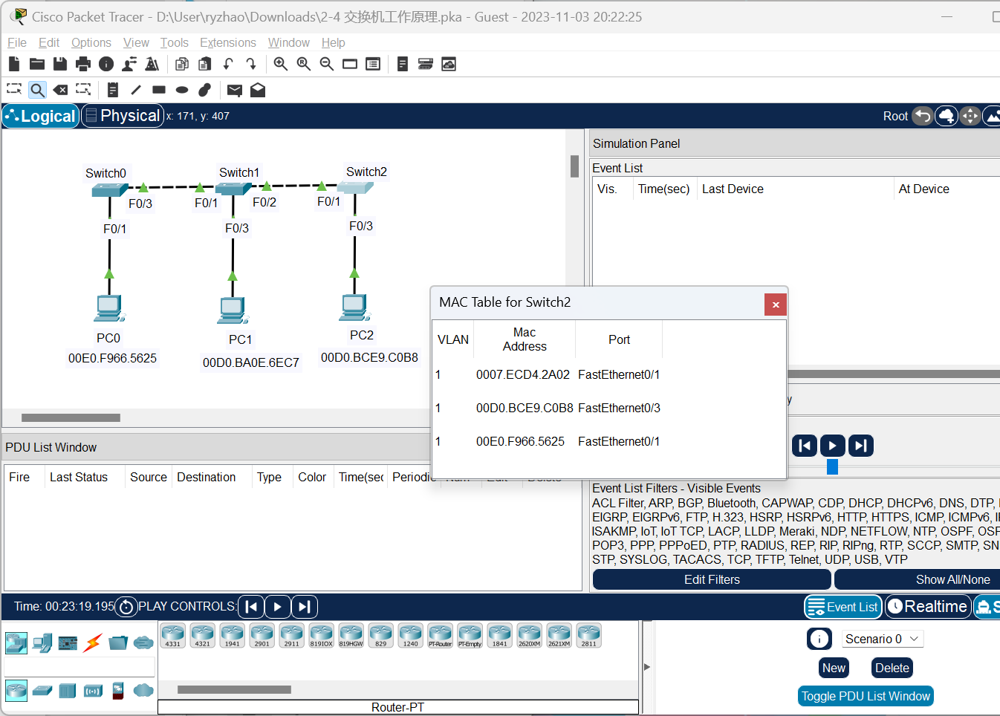 Cisco Packet Tracer - D:\User\ryzhao\Downloads\2-4 交换机工作原理.pka - Guest - 2023-11-03 20:22:25
File Edit Options View Tools Extensions Window Help
Logical Physical x: 171, y: 407 Root
Simulation Panel
Event List
Vis. Time(sec) Last Device At Device
Switch0 Switch1 Switch2
F0/3 F0/1 F0/2 F0/1
F0/1 F0/3 F0/3
PC0 PC1 PC2
00E0.F966.5625 00D0.BA0E.6EC7 00D0.BCE9.C0B8
MAC Table for Switch2
VLAN Mac Address Port
1 0007.ECD4.2A02 FastEthernet0/1
1 00D0.BCE9.C0B8 FastEthernet0/3
1 00E0.F966.5625 FastEthernet0/1
PDU List Window
Fire Last Status Source Destination Type Color Time(sec Periodic
Event List Filters - Visible Events
ACL Filter, ARP, BGP, Bluetooth, CAPWAP, CDP, DHCP, DHCPv6, DNS, DTP,
EIGRP, EIGRPv6, FTP, H.323, HSRP, HSRPv6, HTTP, HTTPS, ICMP, ICMPv6,
ISAKMP, IoT, IoT TCP, LACP, LLDP, Meraki, NDP, NETFLOW, NTP, OSPF,
POP3, PPP, PPPoED, PTP, RADIUS, REP, RIP, RIPng, RTP, SCCP, SMTP,
STP, SYSLOG, TACACS, TCP, TFTP, Telnet, UDP, USB, VTP
Edit Filters Show All/None
Time: 00:23:19.195 PLAY CONTROLS: Event List Realtime
4331 4321 1941 2901 2911 819IOX 819HGW 829 1240 PT-Router PT-Empty 1841 2620XM 2621XM 2811
Scenario 0
New Delete
Toggle PDU List Window
Router-PT